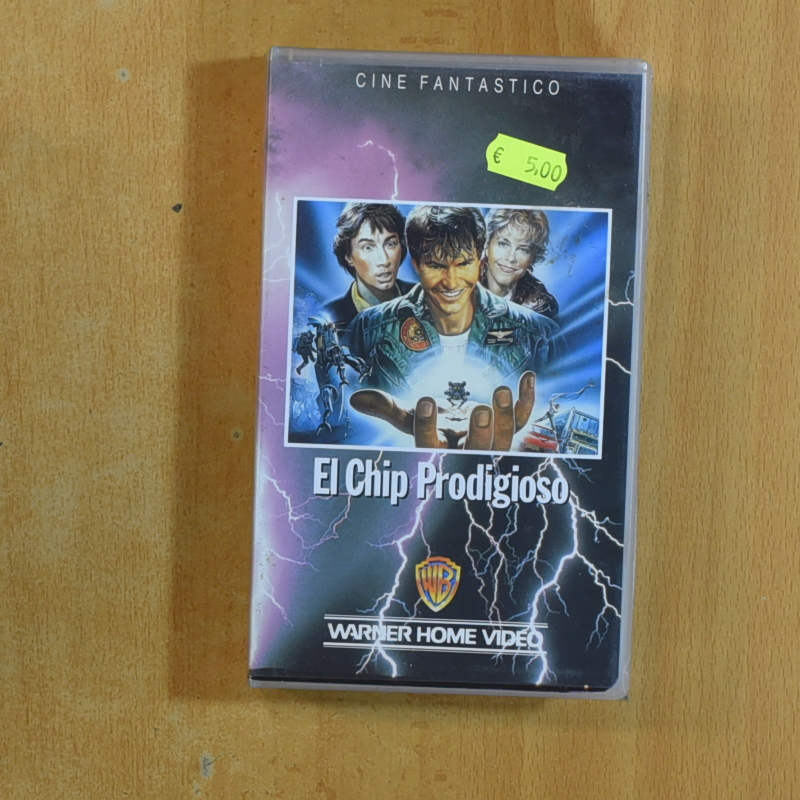 CINE FANTASTICO
€ 5,00
El Chip Prodigioso
WB
WARNER HOME VIDEO